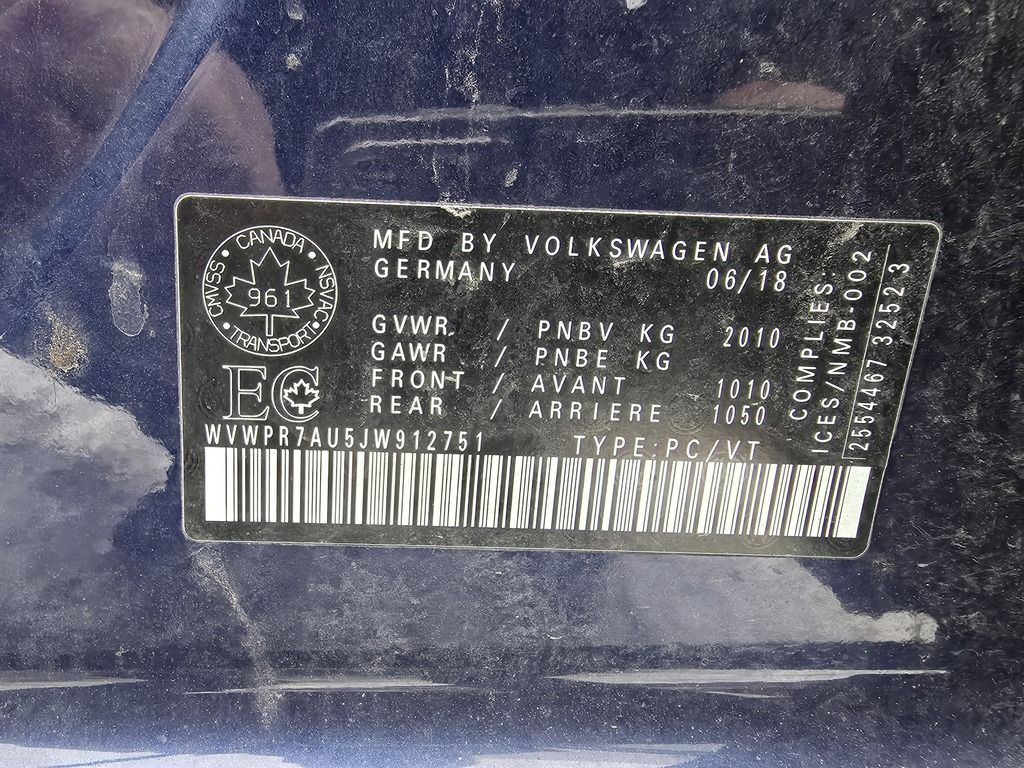 CANADA
CMVSS • NSVAC
961
TRANSPORT
EC
MFD BY VOLKSWAGEN AG
GERMANY 06/18
GVWR / PNBV KG 2010
GAWR / PNBE KG
FRONT / AVANT 1010
REAR / ARRIERE 1050
WVWPR7AU5JW912751 TYPE:PC/VT
COMPLIES:
ICES/NMB-002
2554467 32523